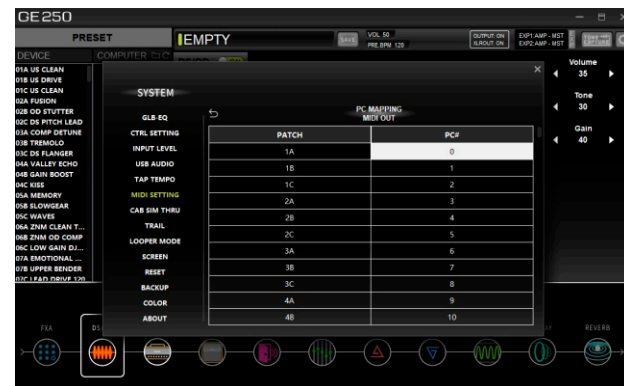 GE250
PRESET
EMPTY
SAVE
VOL 50
PRE.BPM 120
OUTPUT: ON
XLROUT: ON
EXP1:AMP - MST
EXP2:AMP - MST
DEVICE
COMPUTER
01A US CLEAN
01B US DRIVE
01C US CLEAN
02A FUSION
02B OD STUTTER
02C DS PITCH LEAD
03A COMP DETUNE
03B TREMOLO
03C DS FLANGER
04A VALLEY ECHO
04B GAIN BOOST
04C KISS
05A MEMORY
05B SLOWGEAR
05C WAVES
06A ZNM CLEAN T...
06B ZNM OD COMP
06C LOW GAIN DJ...
07A EMOTIONAL ...
07B UPPER BENDER
07C LEAD DRIVE 120
SYSTEM
GLB-EQ
CTRL SETTING
INPUT LEVEL
USB AUDIO
TAP TEMPO
MIDI SETTING
CAB SIM THRU
TRAIL
LOOPER MODE
SCREEN
RESET
BACKUP
COLOR
ABOUT
PC MAPPING
MIDI OUT
PATCH PC#
1A 0
1B 1
1C 2
2A 3
2B 4
2C 5
3A 6
3B 7
3C 8
4A 9
4B 10
Volume
35
Tone
30
Gain
40
FXA
REVERB